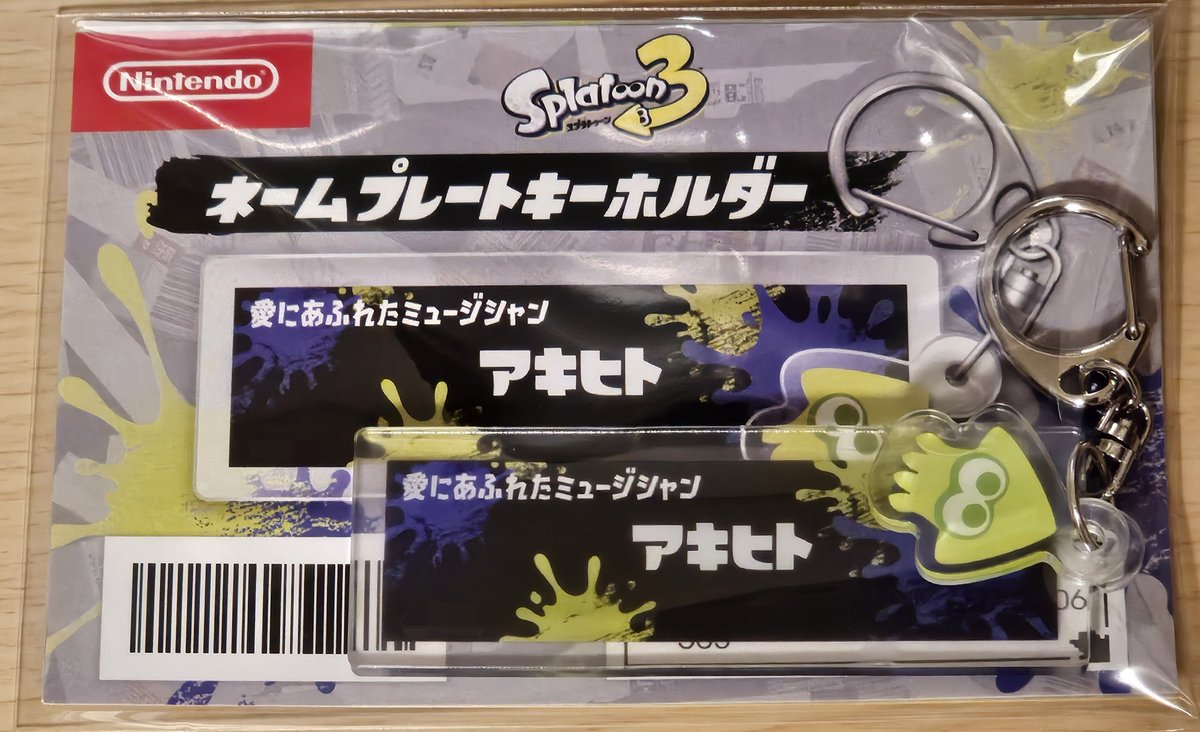 Nintendo®
Splatoon3
スプラトゥーン
ネームプレートキーホルダー
愛にあふれたミュージシャン
アキヒト
愛にあふれたミュージシャン
アキヒト
06